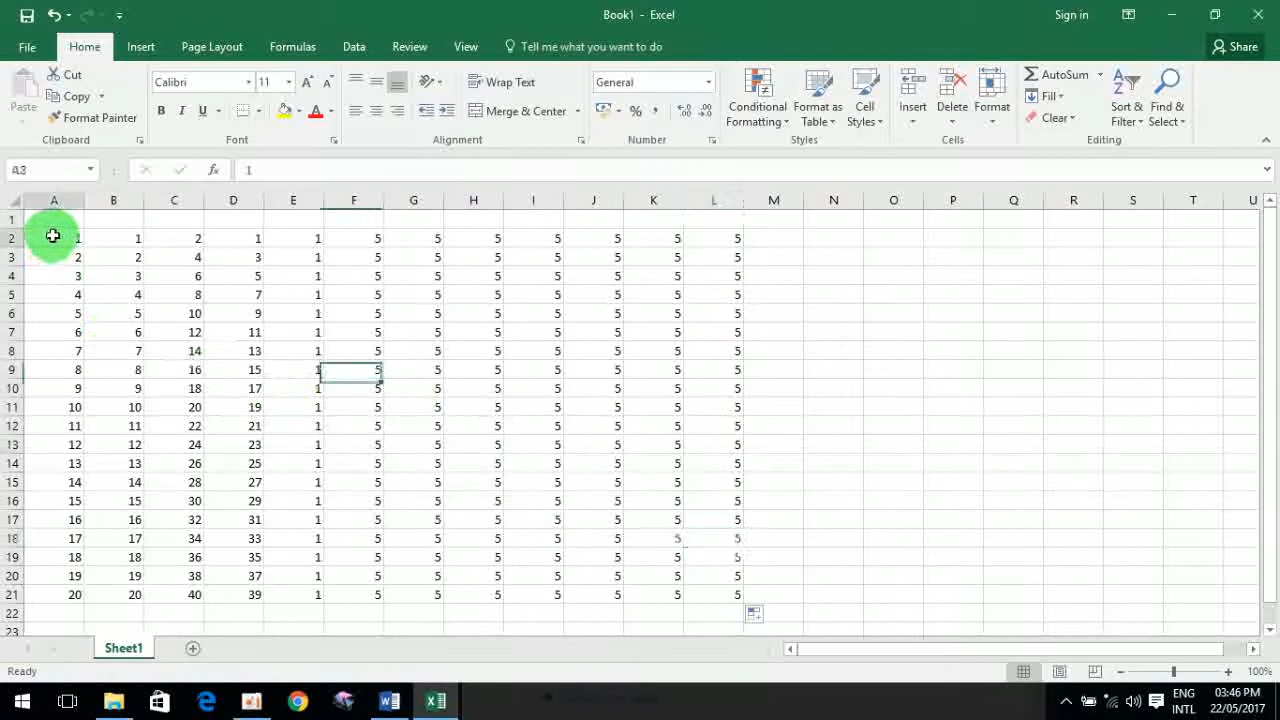 Book1 - Excel
Sign in
File Home Insert Page Layout Formulas Data Review View Tell me what you want to do Share
Paste
Cut
Copy
Format Painter
Clipboard
Calibri 11
A A
B I U A
Font
Wrap Text
Merge & Center
Alignment
General
% ,
Number
Conditional Formatting
Format as Table
Cell Styles
Styles
Insert Delete Format
Cells
AutoSum
Fill
Clear
Sort & Filter
Find & Select
Editing
fx 1
A B C D E F G H I J K L M N O P Q R S T U
1
2 1 1 2 1 1 5 5 5 5 5 5 5
3 2 2 4 3 1 5 5 5 5 5 5 5
4 3 3 6 5 1 5 5 5 5 5 5 5
5 4 4 8 7 1 5 5 5 5 5 5 5
6 5 5 10 9 1 5 5 5 5 5 5 5
7 6 6 12 11 1 5 5 5 5 5 5 5
8 7 7 14 13 1 5 5 5 5 5 5 5
9 8 8 16 15 1 5 5 5 5 5 5 5
10 9 9 18 17 1 5 5 5 5 5 5 5
11 10 10 20 19 1 5 5 5 5 5 5 5
12 11 11 22 21 1 5 5 5 5 5 5 5
13 12 12 24 23 1 5 5 5 5 5 5 5
14 13 13 26 25 1 5 5 5 5 5 5 5
15 14 14 28 27 1 5 5 5 5 5 5 5
16 15 15 30 29 1 5 5 5 5 5 5 5
17 16 16 32 31 1 5 5 5 5 5 5 5
18 17 17 34 33 1 5 5 5 5 5 5 5
19 18 18 36 35 1 5 5 5 5 5 5 5
20 19 19 38 37 1 5 5 5 5 5 5 5
21 20 20 40 39 1 5 5 5 5 5 5 5
22
23
Sheet1
Ready
100%
ENG 03:46 PM
INTL 22/05/2017